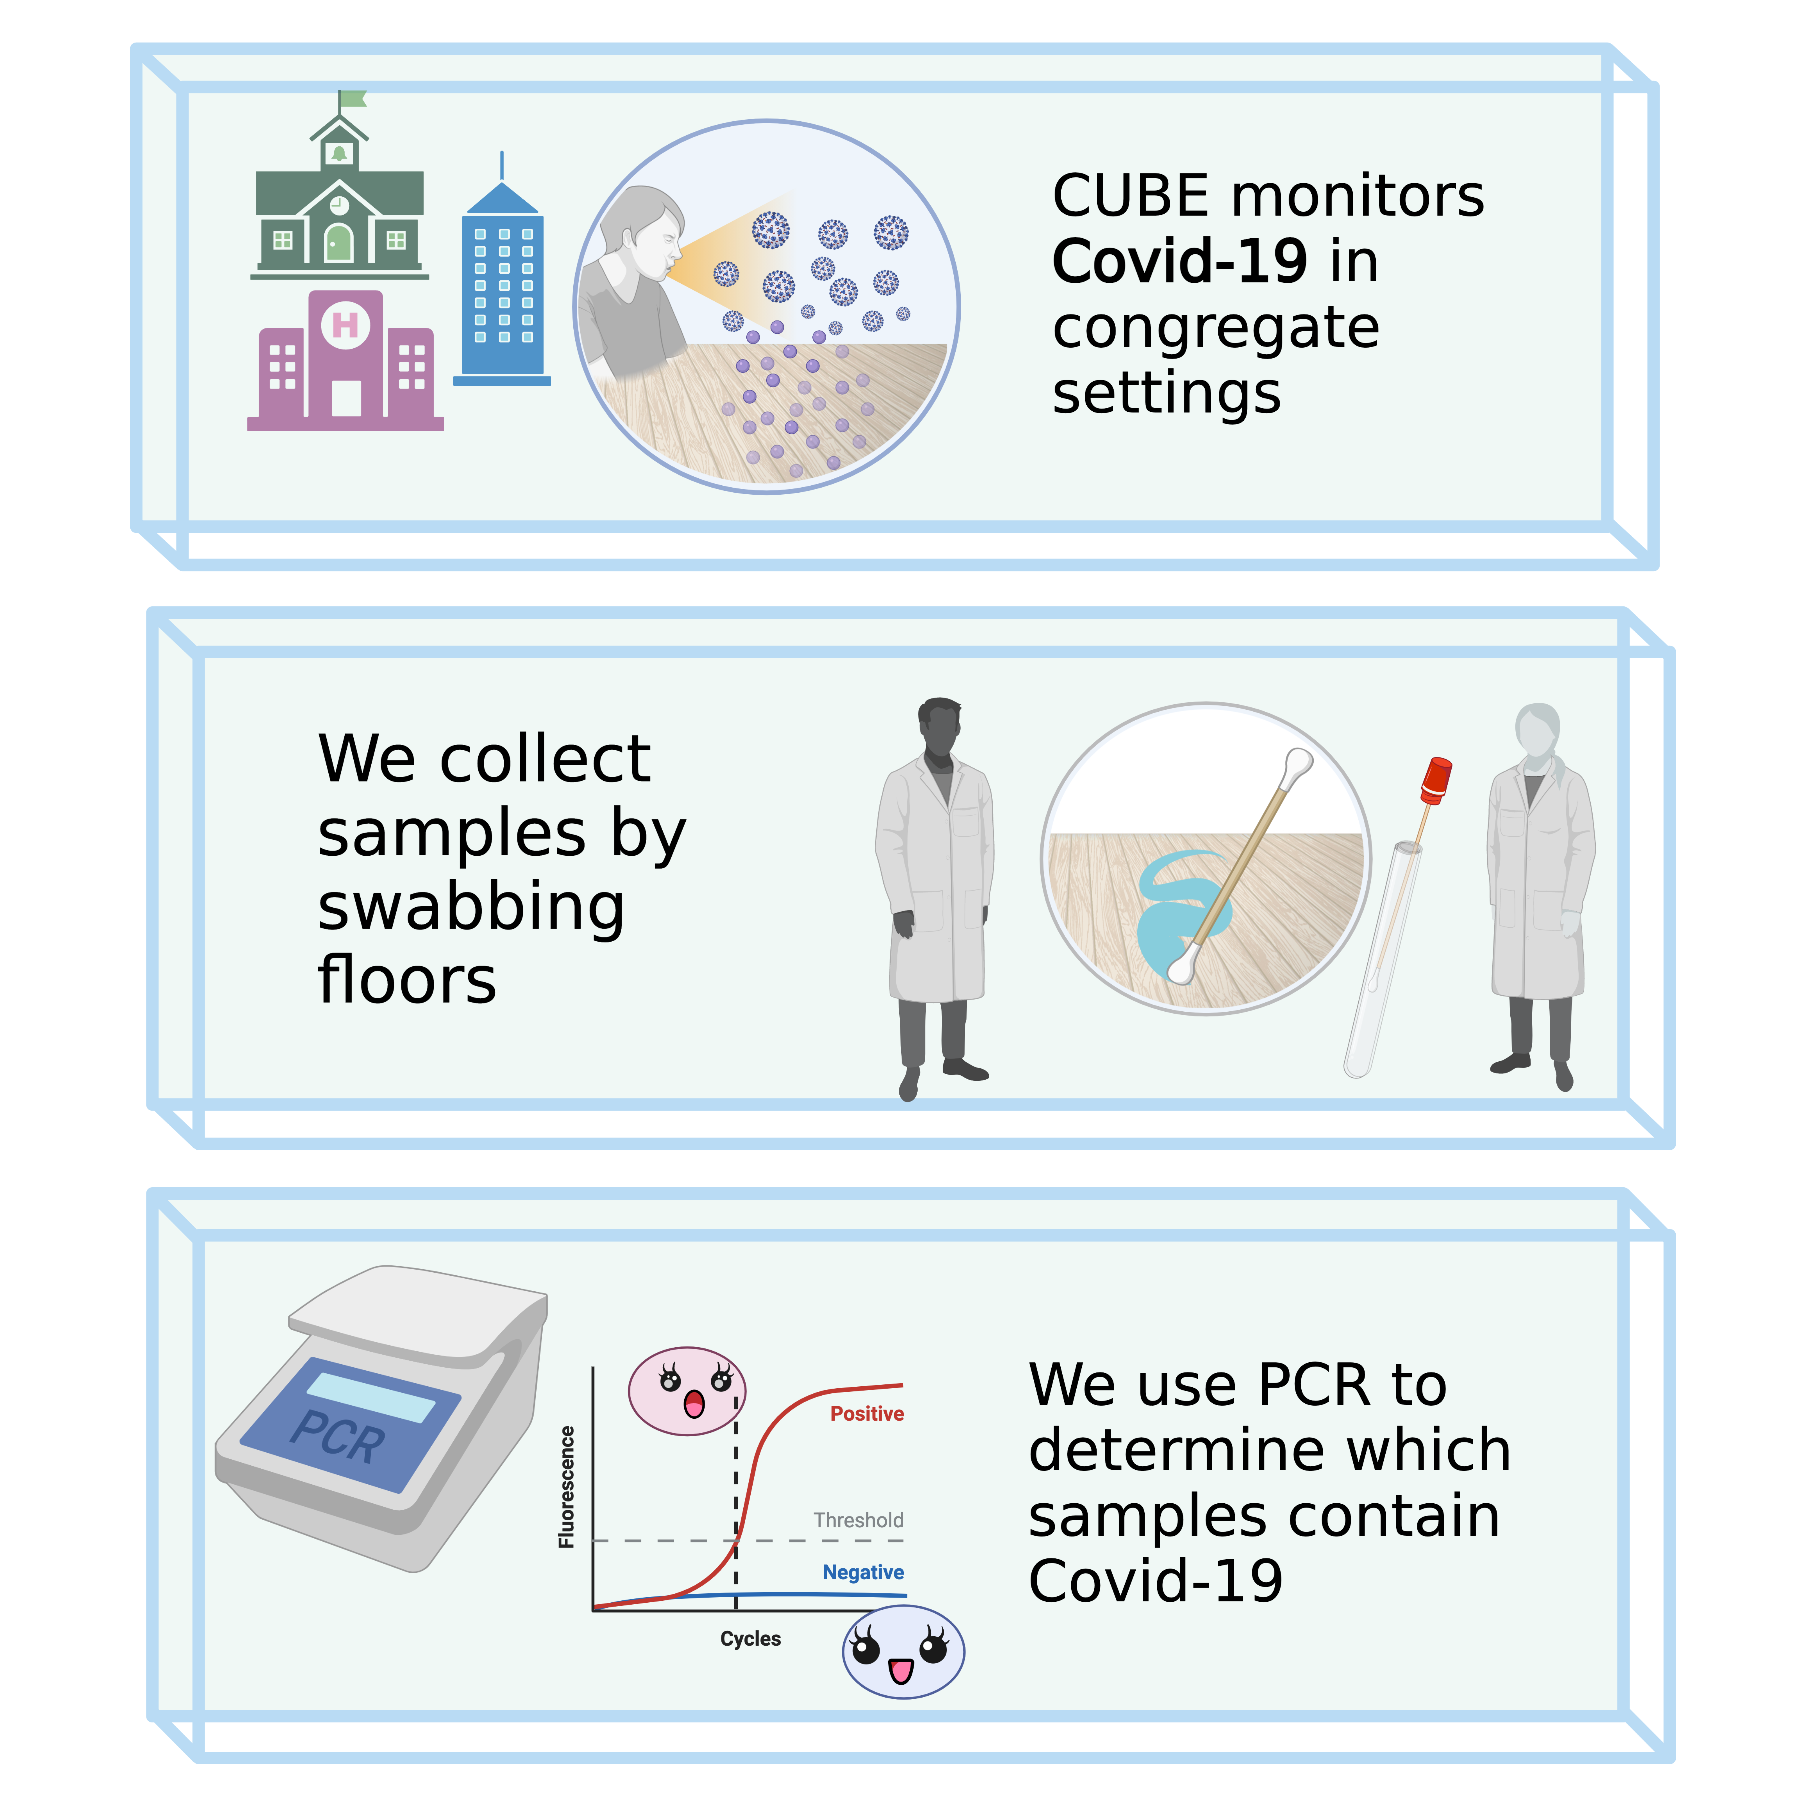 H
CUBE monitors
Covid-19 in
congregate
settings
We collect
samples by
swabbing
floors
PCR
Fluorescence
Positive
Threshold
Negative
Cycles
We use PCR to
determine which
samples contain
Covid-19